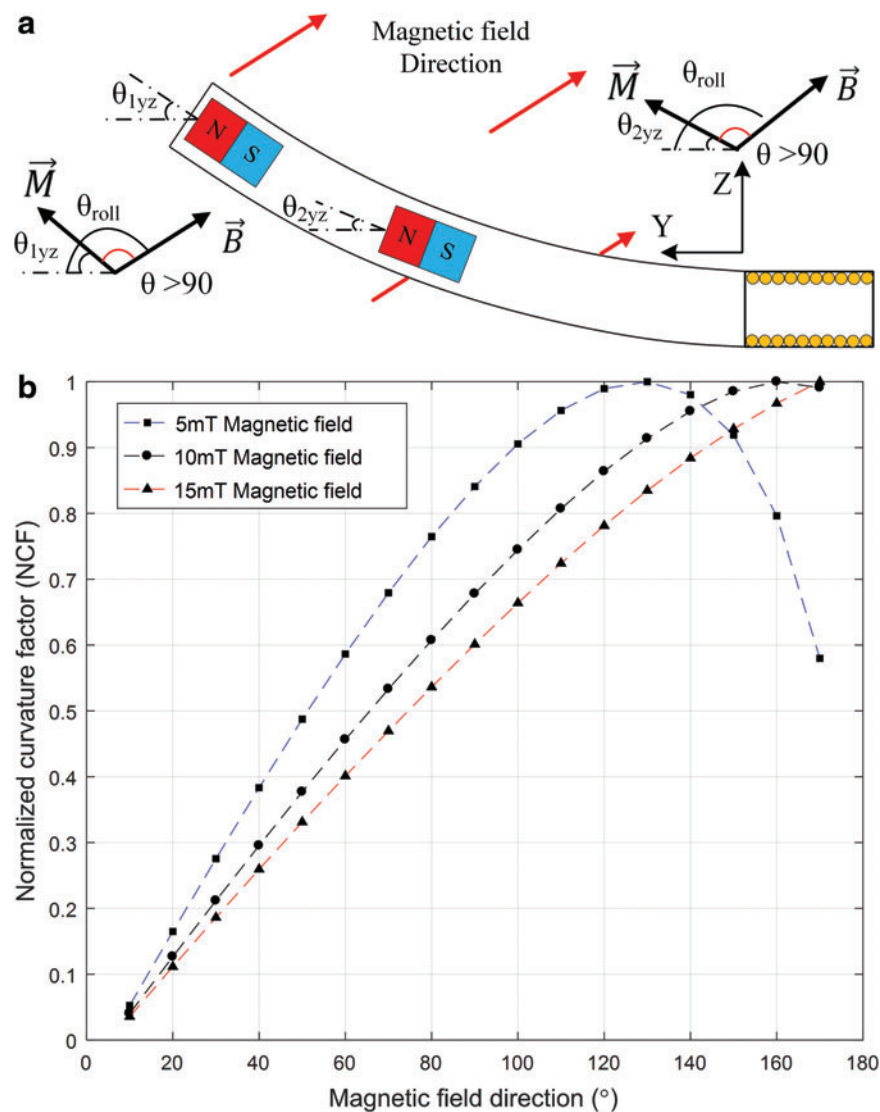 a
Magnetic field
Direction
θ1yz
N
S
M⃗
θroll
B⃗
θ1yz
θ >90
θ2yz
N
S
M⃗
θroll
B⃗
θ2yz
θ >90
Z
Y
b
Normalized curvature factor (NCF)
1
0.9
0.8
0.7
0.6
0.5
0.4
0.3
0.2
0.1
0
5mT Magnetic field
10mT Magnetic field
15mT Magnetic field
0 20 40 60 80 100 120 140 160 180
Magnetic field direction (°)